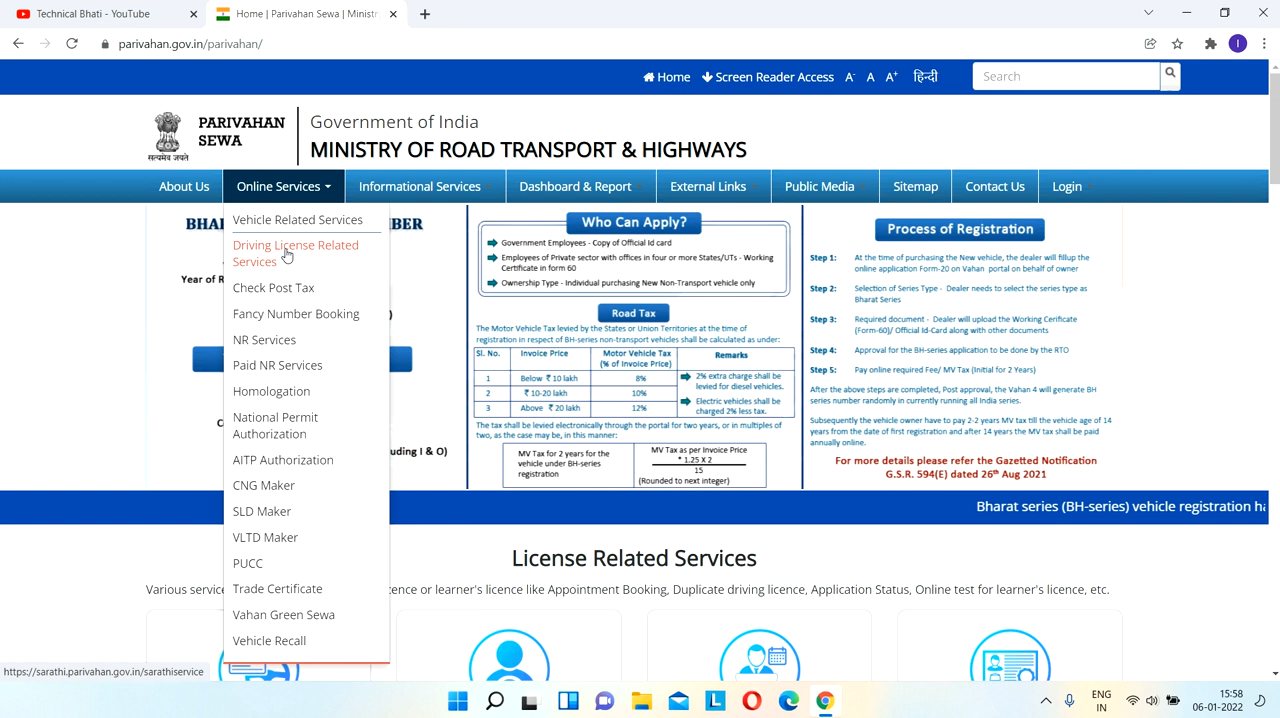 Technical Bhati - YouTube
Home | Parivahan Sewa | Ministr
parivahan.gov.in/parivahan/
I
Home
Screen Reader Access
A-
A
A+
हिन्दी
Search
PARIVAHAN
SEWA
सत्यमेव जयते
Government of India
MINISTRY OF ROAD TRANSPORT & HIGHWAYS
About Us
Online Services
Informational Services
Dashboard & Report
External Links
Public Media
Sitemap
Contact Us
Login
Vehicle Related Services
Driving License Related
Services
Check Post Tax
Fancy Number Booking
NR Services
Paid NR Services
Homologation
National Permit
Authorization
AITP Authorization
CNG Maker
SLD Maker
VLTD Maker
PUCC
Trade Certificate
Vahan Green Sewa
Vehicle Recall
Year of R
uding I & O)
Who Can Apply?
Government Employees - Copy of Official Id card
Employees of Private sector with offices in four or more States/UTs - Working
Certificate in form 60
Ownership Type - Individual purchasing New Non-Transport vehicle only
Road Tax
The Motor Vehicle Tax levied by the States or Union Territories at the time of
registration in respect of BH-series non-transport vehicles shall be calculated as under:
Sl. No. Invoice Price Motor Vehicle Tax (% of Invoice Price) Remarks
1 Below ₹ 10 lakh 8%
2 ₹ 10-20 lakh 10%
3 Above ₹ 20 lakh 12%
2% extra charge shall be
levied for diesel vehicles.
Electric vehicles shall be
charged 2% less tax.
The tax shall be levied electronically through the portal for two years, or in multiples of
two, as the case may be, in this manner:
MV Tax for 2 years for the
vehicle under BH-series
registration
MV Tax as per Invoice Price
* 1.25 X 2
15
(Rounded to next integer)
Process of Registration
Step 1: At the time of purchasing the New vehicle, the dealer will fillup the
online application Form-20 on Vahan portal on behalf of owner
Step 2: Selection of Series Type - Dealer needs to select the series type as
Bharat Series
Step 3: Required document - Dealer will upload the Working Cerificate
(Form-60)/ Official Id-Card along with other documents
Step 4: Approval for the BH-series application to be done by the RTO
Step 5: Pay online required Fee/ MV Tax (Initial for 2 Years)
After the above steps are completed, Post approval, the Vahan 4 will generate BH
series number randomly in currently running all India series.
Subsequently the vehicle owner have to pay 2-2 years MV tax till the vehicle age of 14
years from the date of first registration and after 14 years the MV tax shall be paid
annually online.
For more details please refer the Gazetted Notification
G.S.R. 594(E) dated 26th Aug 2021
Bharat series (BH-series) vehicle registration ha
License Related Services
Various servic
ence or learner's licence like Appointment Booking, Duplicate driving licence, Application Status, Online test for learner's licence, etc.
https://sarathi.parivahan.gov.in/sarathiservice
ENG
IN
15:58
06-01-2022